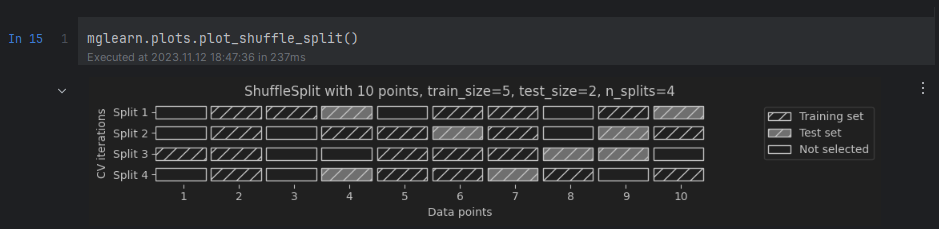 In 15 1 mglearn.plots.plot_shuffle_split()
Executed at 2023.11.12 18:47:36 in 237ms
ShuffleSplit with 10 points, train_size=5, test_size=2, n_splits=4
CV iterations
Split 1
Split 2
Split 3
Split 4
1 2 3 4 5 6 7 8 9 10
Data points
Training set
Test set
Not selected